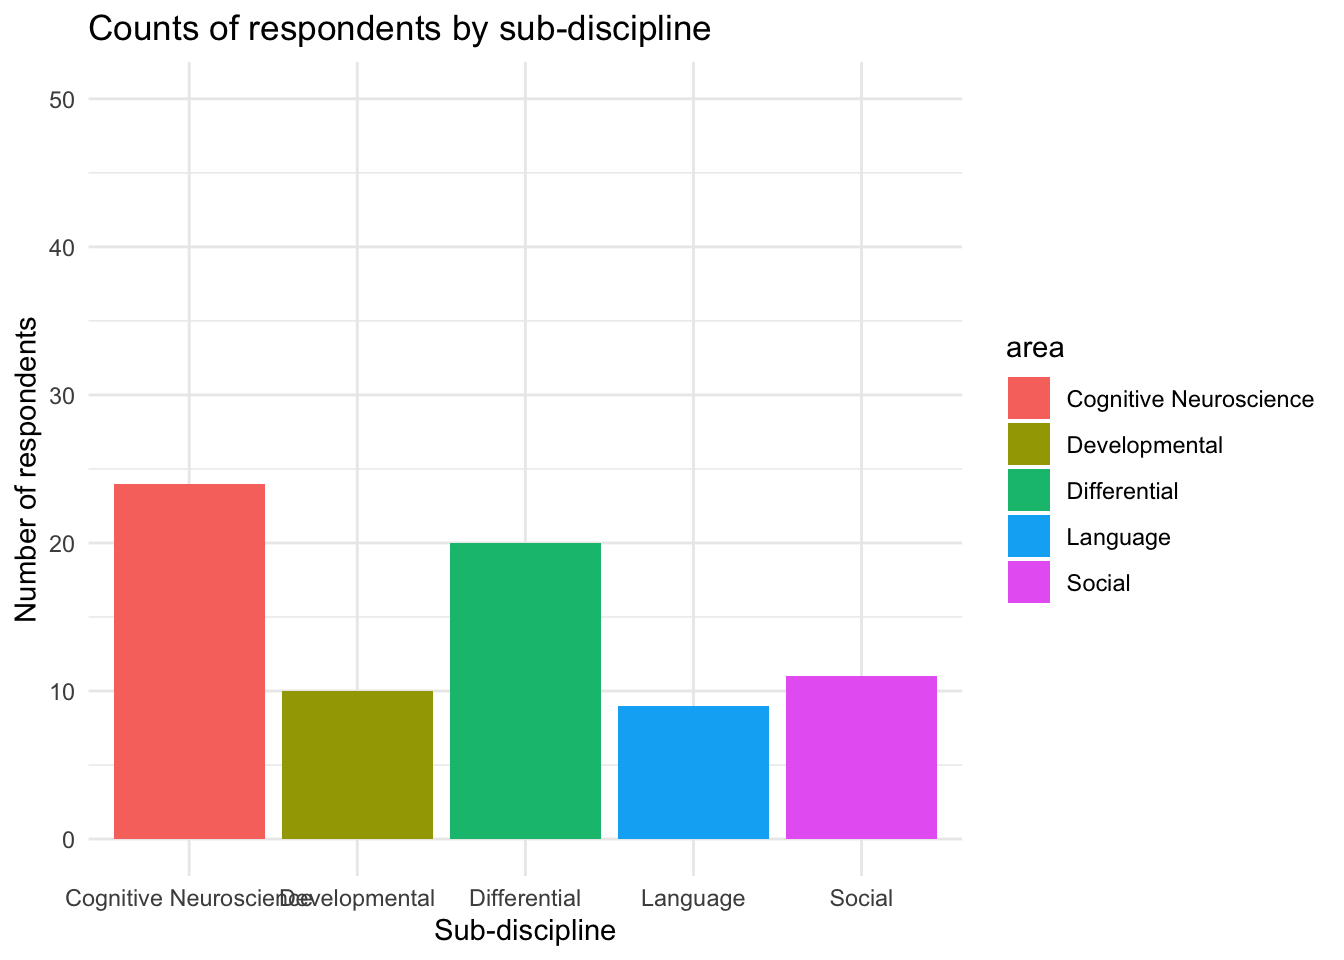 Counts of respondents by sub-discipline
Number of respondents
50
40
30
20
10
0
Cognitive Neuroscience
Developmental
Differential
Language
Social
Sub-discipline
area
Cognitive Neuroscience
Developmental
Differential
Language
Social